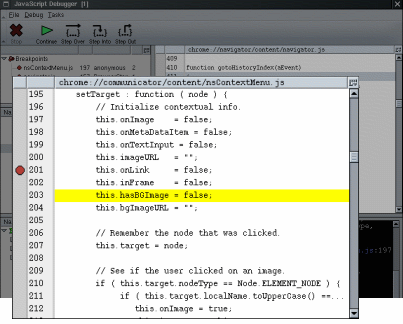 JavaScript Debugger [1]
File Debug Tasks
Stop Continue Step Over Step Into Step Out
Breakpoints
nsContextMenu.js 197 anonymous 2
chrome://navigator/content/navigator.js
409
410 function gotoHistoryIndex(aEvent)
chrome://communicator/content/nsContextMenu.js
195 setTarget : function ( node ) {
196 // Initialize contextual info.
197 this.onImage = false;
198 this.onMetaDataItem = false;
199 this.onTextInput = false;
200 this.imageURL = "";
201 this.onLink = false;
202 this.inFrame = false;
203 this.hasBGImage = false;
204 this.bgImageURL = "";
205
206 // Remember the node that was clicked.
207 this.target = node;
208
209 // See if the user clicked on an image.
210 if ( this.target.nodeType == Node.ELEMENT_NODE ) {
211 if ( this.target.localName.toUpperCase() ==...
212 this.onImage = true;